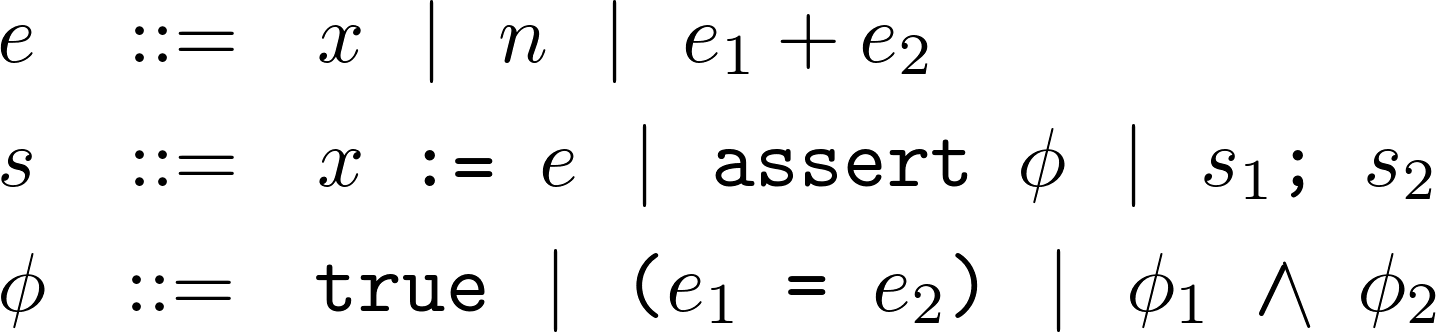 e ::= x | n | e₁ + e₂
s ::= x := e | assert ϕ | s₁; s₂
ϕ ::= true | (e₁ = e₂) | ϕ₁ ∧ ϕ₂